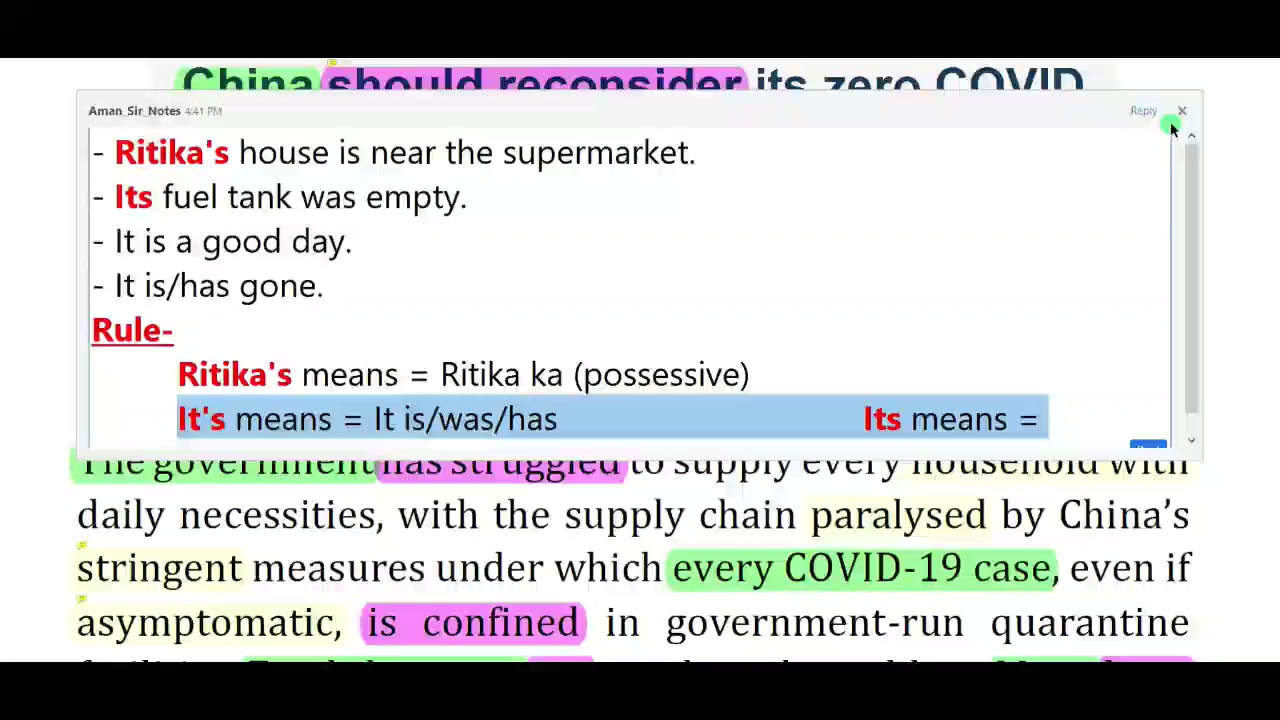 China should reconsider its zero COVID
Aman_Sir_Notes 4:41 PM
Reply
- Ritika's house is near the supermarket.
- Its fuel tank was empty.
- It is a good day.
- It is/has gone.
Rule-
Ritika's means = Ritika ka (possessive)
It's means = It is/was/has Its means =
The government has struggled to supply every household with
daily necessities, with the supply chain paralysed by China’s
stringent measures under which every COVID-19 case, even if
asymptomatic, is confined in government-run quarantine